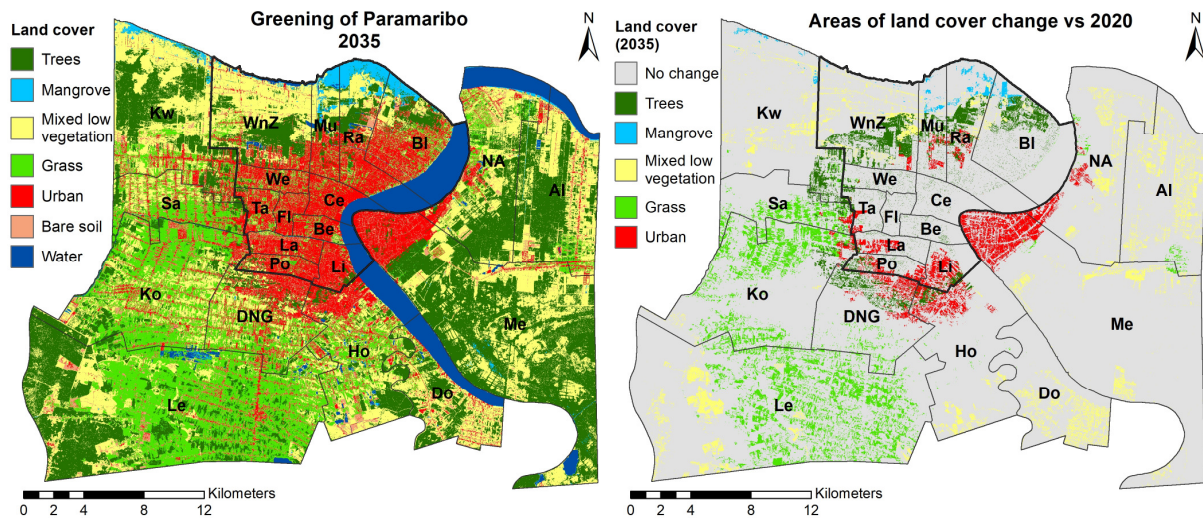 Greening of Paramaribo
2035
Land cover
Trees
Mangrove
Mixed low
vegetation
Grass
Urban
Bare soil
Water
N
Kw
WnZ
Mu
Ra
Bl
NA
Al
We
Sa
Ta
Fl
Ce
Be
La
Po
Li
Ko
DNG
Me
Ho
Do
Le
Kilometers
0 2 4 8 12
Areas of land cover change vs 2020
Land cover
(2035)
No change
Trees
Mangrove
Mixed low
vegetation
Grass
Urban
N
Kw
WnZ
Mu
Ra
Bl
NA
Al
We
Sa
Ta
Fl
Ce
Be
La
Po
Li
Ko
DNG
Me
Ho
Do
Le
Kilometers
0 2 4 8 12